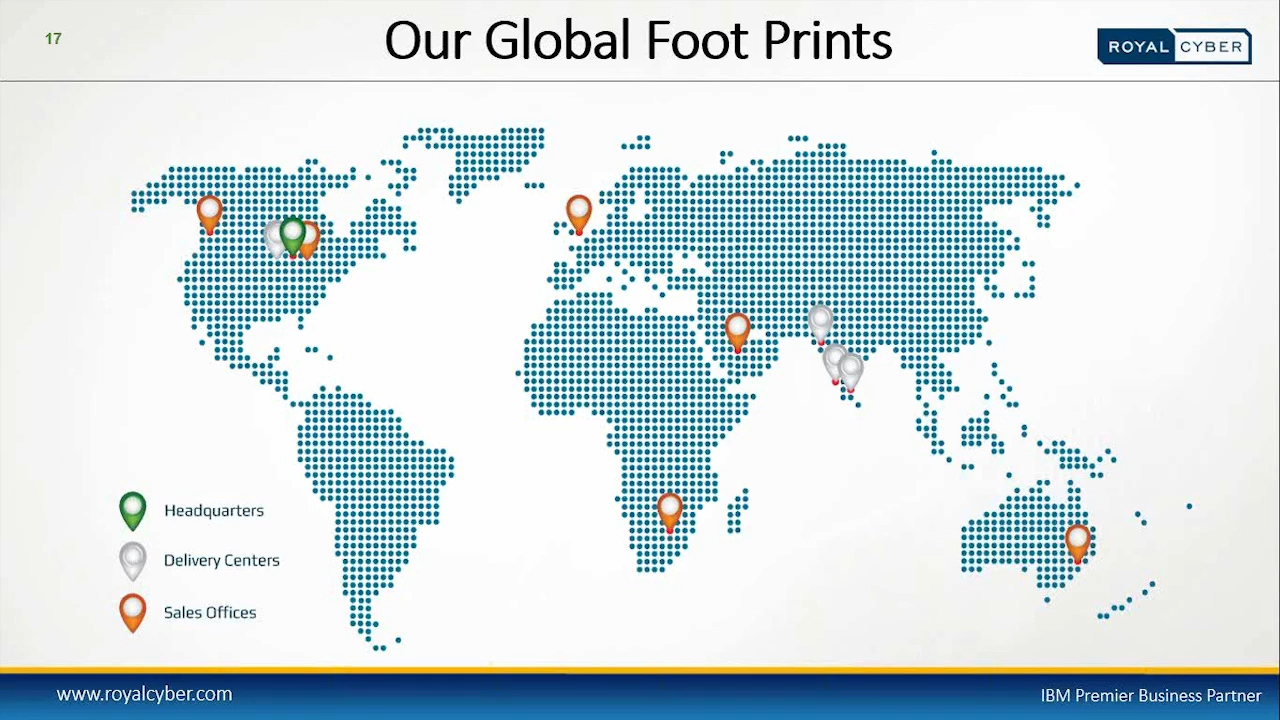 17
Our Global Foot Prints
ROYAL CYBER
Headquarters
Delivery Centers
Sales Offices
www.royalcyber.com
IBM Premier Business Partner